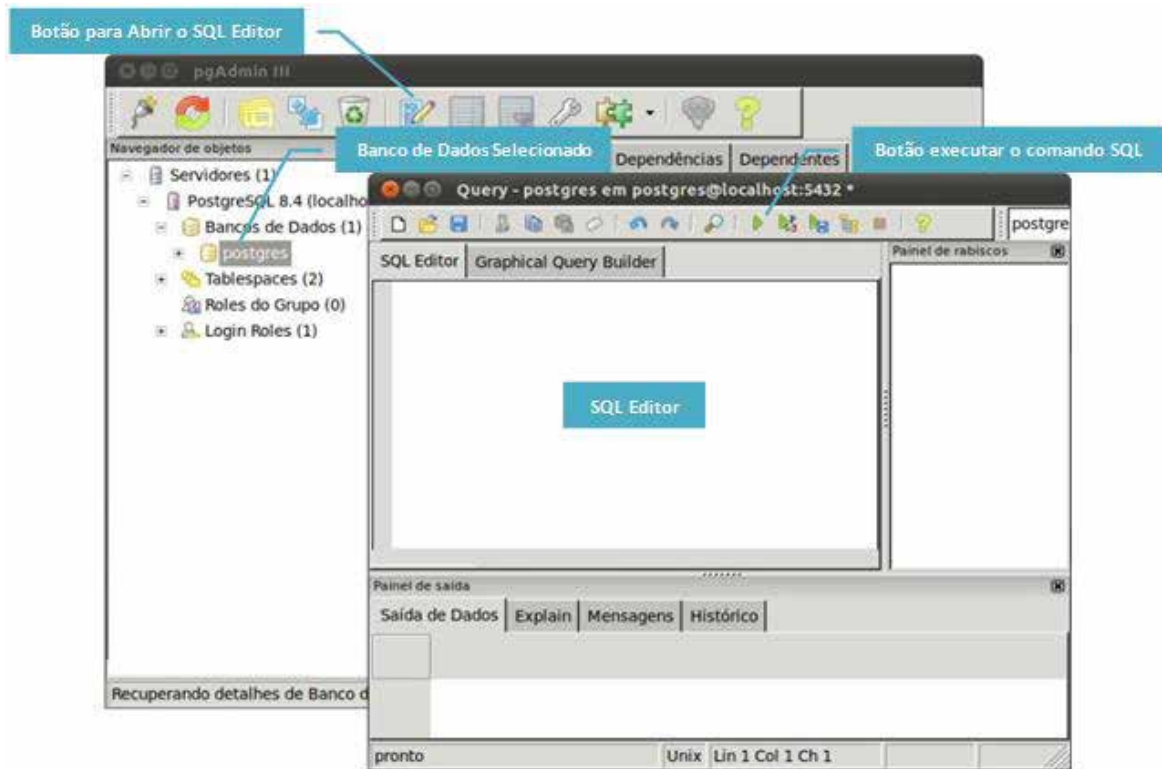 Botão para Abrir o SQL Editor
pgAdmin III
Navegador de objetos
Banco de Dados Selecionado
Dependências
Dependentes
Botão executar o comando SQL
Servidores (1)
PostgreSQL 8.4 (localho
Bancos de Dados (1)
postgres
Tablespaces (2)
Roles do Grupo (0)
Login Roles (1)
Query - postgres em postgres@localhost:5432 *
postgre
SQL Editor
Graphical Query Builder
Painel de rabiscos
SQL Editor
Painel de saída
Saída de Dados
Explain
Mensagens
Histórico
Recuperando detalhes de Banco d
pronto
Unix
Lin 1 Col 1 Ch 1